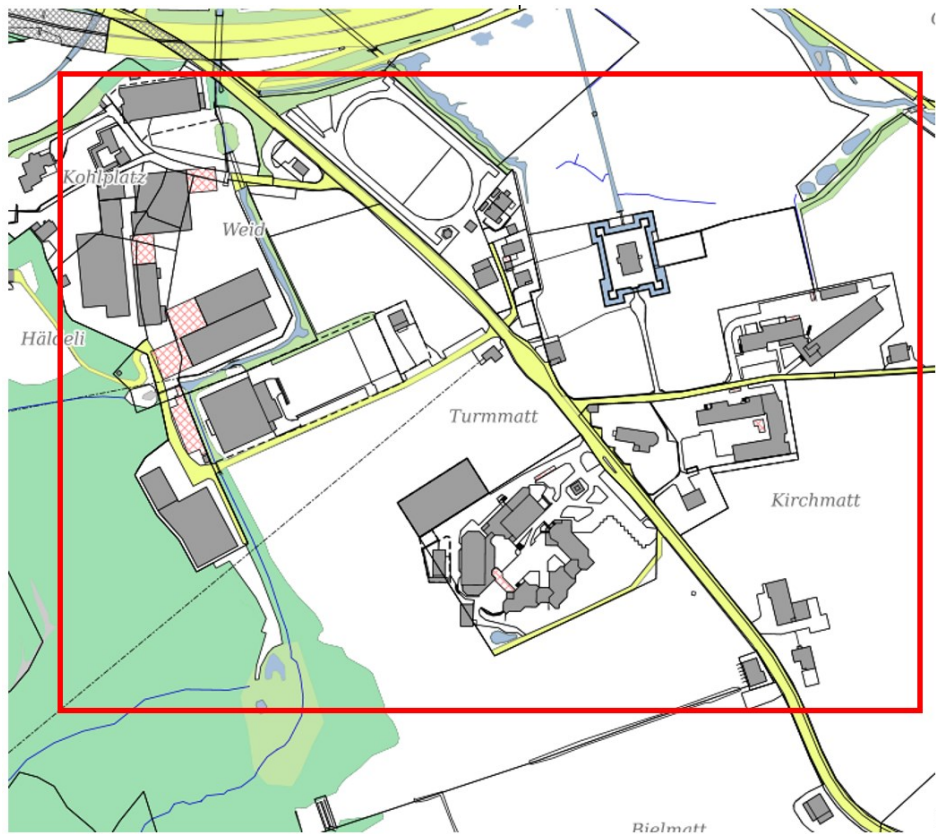 Kohlplatz
Weid
Häldeli
Turmmatt
Kirchmatt
Bielmatt